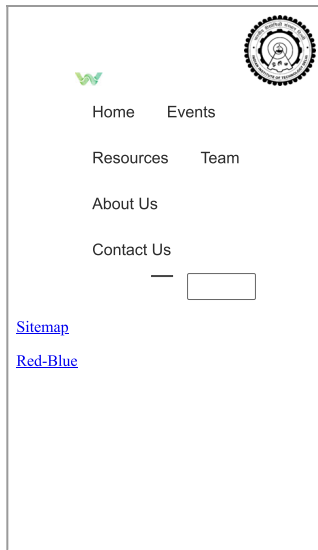 Home Events
Resources Team
About Us
Contact Us
Sitemap
Red-Blue